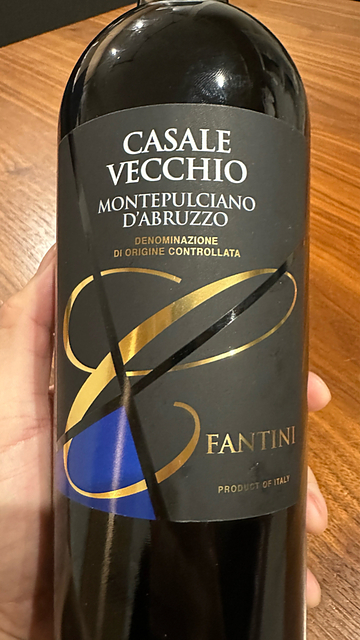 CASALE
VECCHIO
MONTEPULCIANO
D'ABRUZZO
DENOMINAZIONE
DI ORIGINE CONTROLLATA
FANTINI
PRODUCT OF ITALY